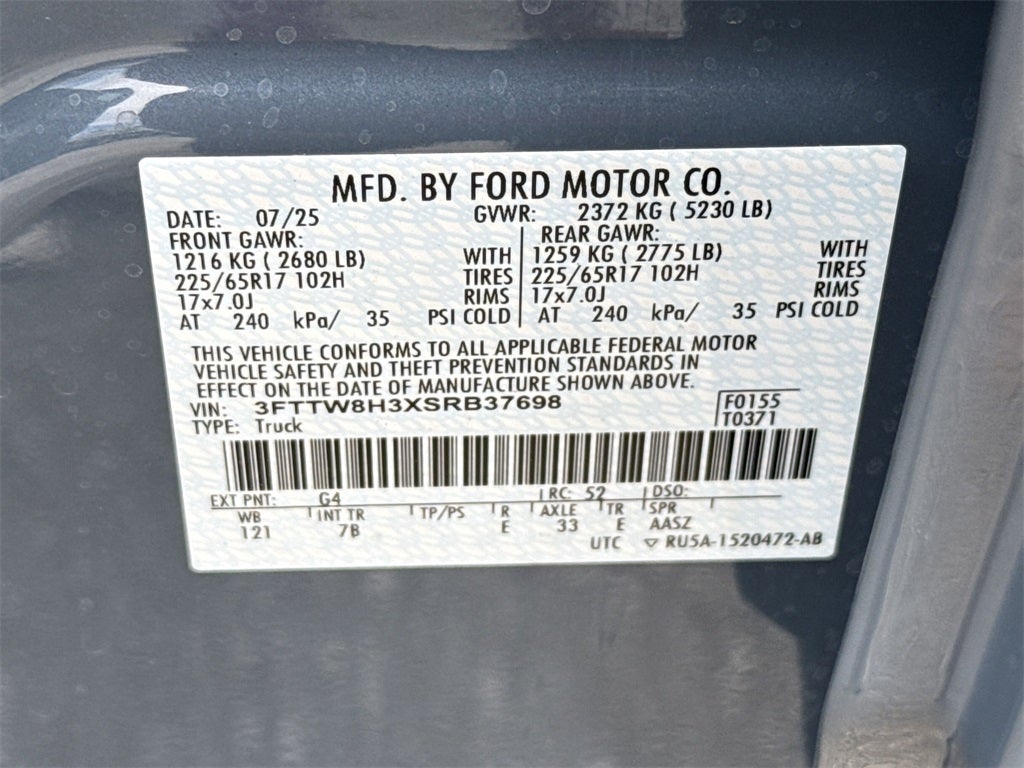 MFD. BY FORD MOTOR CO.
DATE: 07/25 GVWR: 2372 KG ( 5230 LB)
FRONT GAWR: REAR GAWR:
1216 KG ( 2680 LB) WITH 1259 KG ( 2775 LB) WITH
225/65R17 102H TIRES 225/65R17 102H TIRES
17x7.0J RIMS 17x7.0J RIMS
AT 240 kPa/ 35 PSI COLD AT 240 kPa/ 35 PSI COLD
THIS VEHICLE CONFORMS TO ALL APPLICABLE FEDERAL MOTOR
VEHICLE SAFETY AND THEFT PREVENTION STANDARDS IN
EFFECT ON THE DATE OF MANUFACTURE SHOWN ABOVE.
VIN: 3FTTW8H3XSRB37698 F0155
TYPE: Truck T0371
EXT PNT: G4 RC: 52 DSO:
WB INT TR TP/PS R AXLE TR SPR
121 7B E 33 E AASZ
UTC ▽ RU5A-1520472-AB